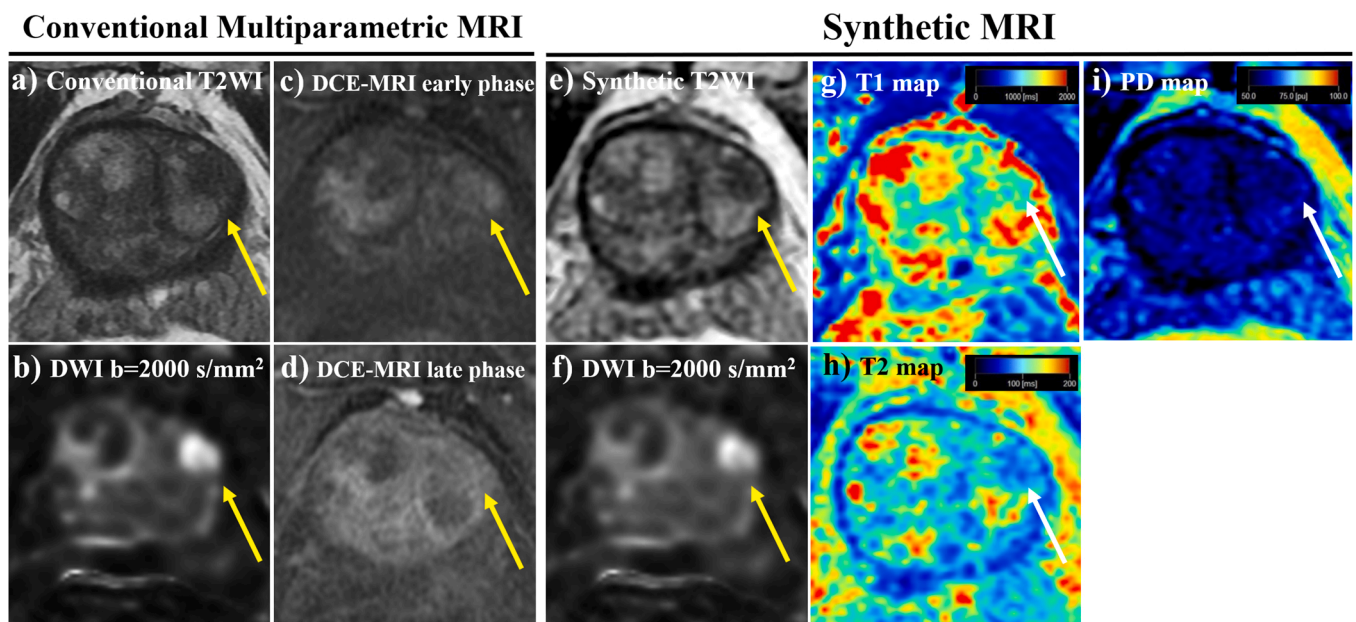 Conventional Multiparametric MRI
Synthetic MRI
a) Conventional T2WI
c) DCE-MRI early phase
e) Synthetic T2WI
g) T1 map
0 1000 [ms] 2000
i) PD map
50.0 75.0 [pu] 100.0
b) DWI b=2000 s/mm²
d) DCE-MRI late phase
f) DWI b=2000 s/mm²
h) T2 map
0 100 [ms] 200